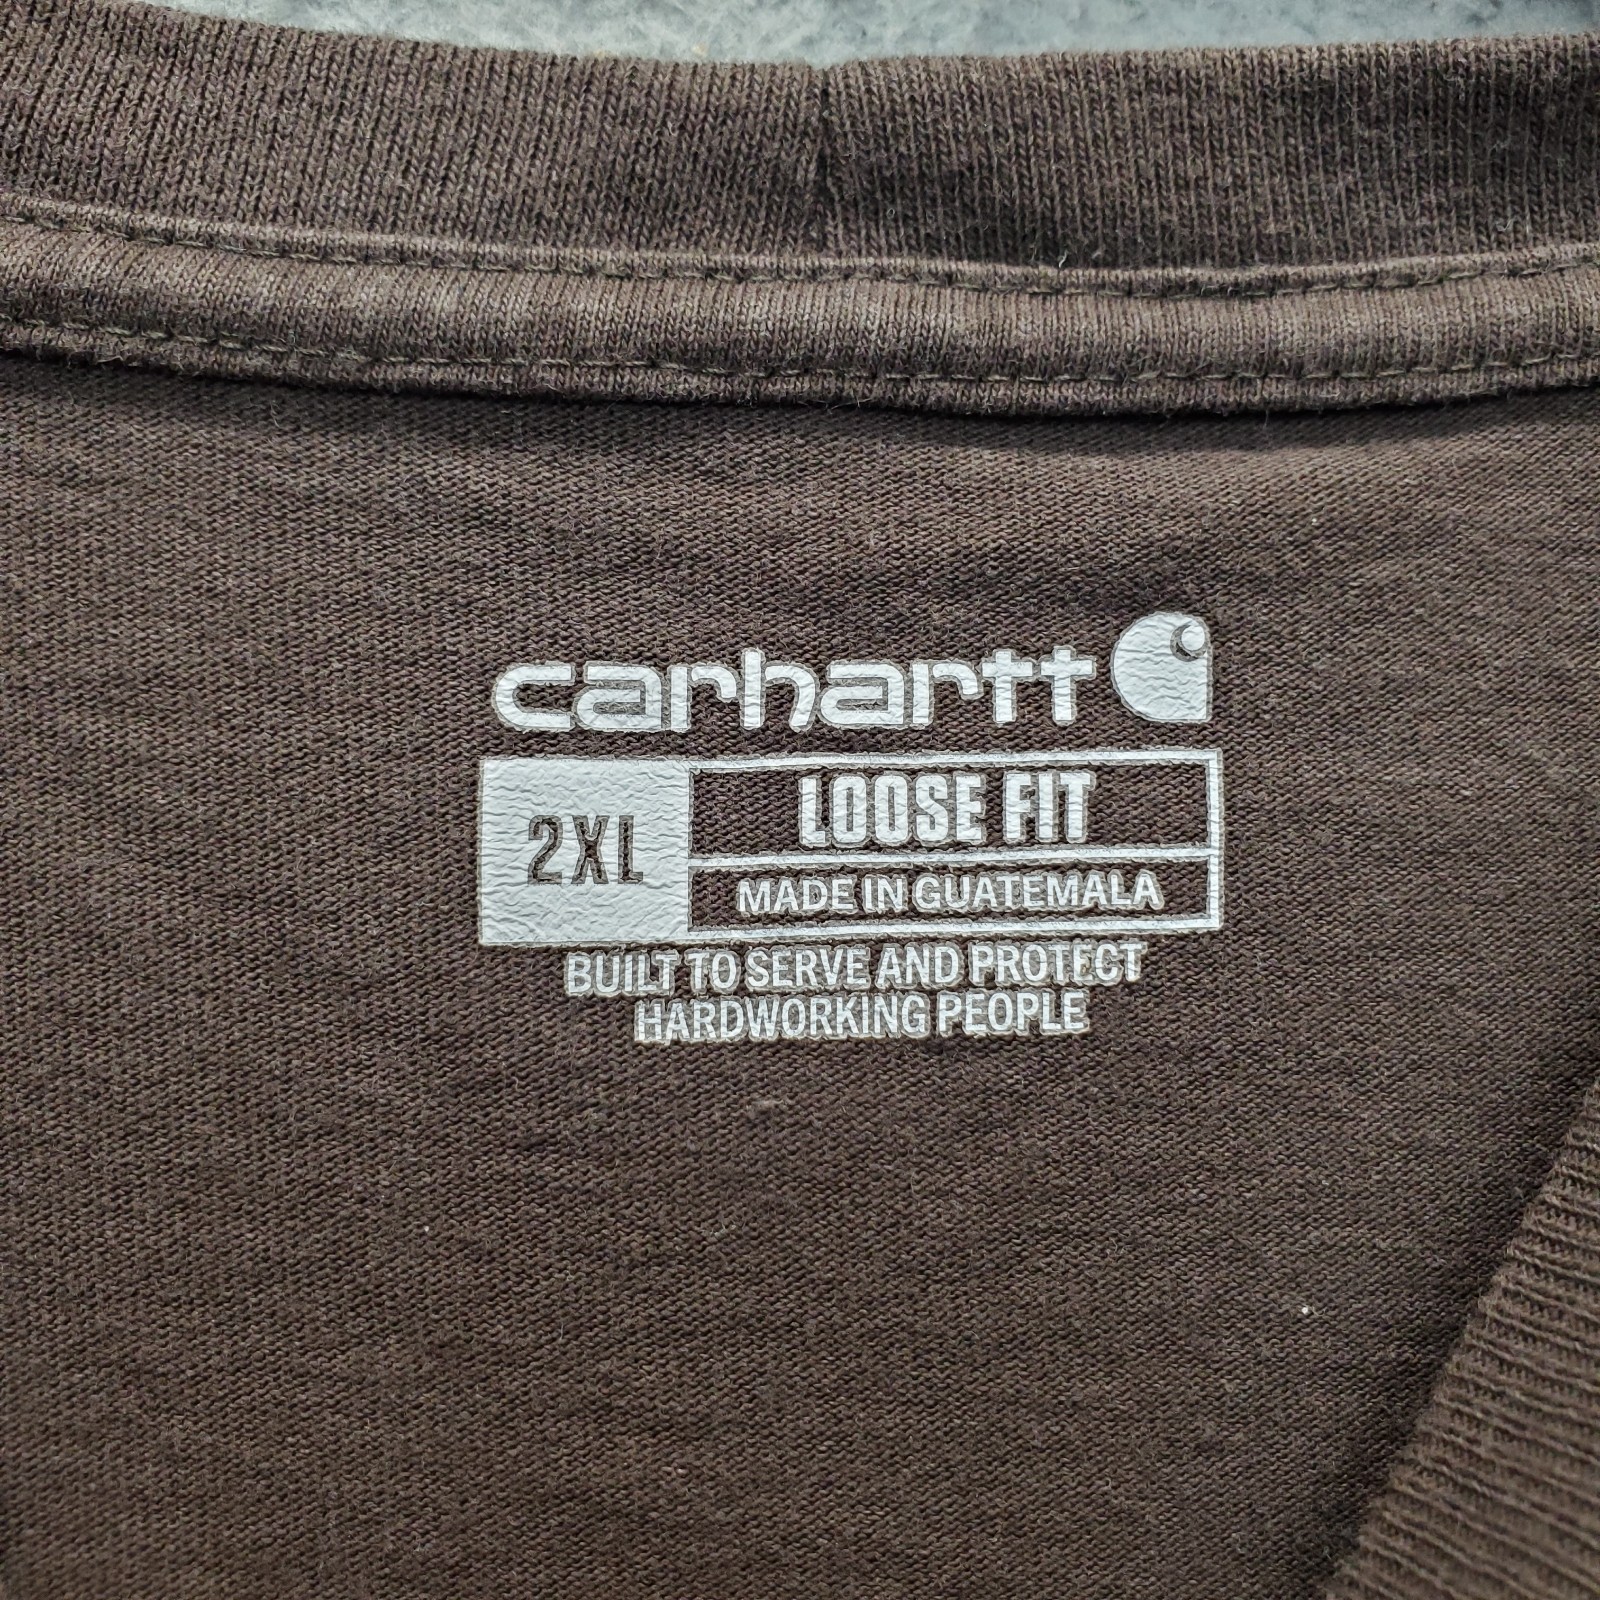 carhartt
2XL
LOOSE FIT
MADE IN GUATEMALA
BUILT TO SERVE AND PROTECT
HARDWORKING PEOPLE